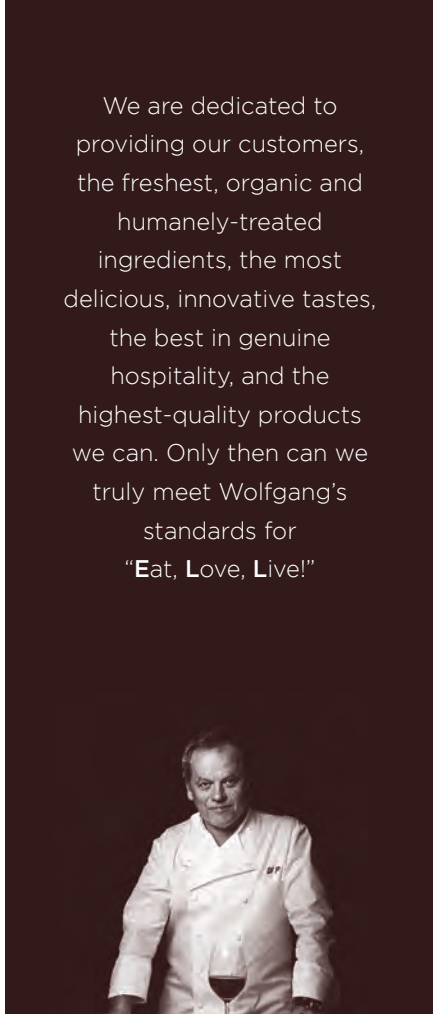 We are dedicated to
providing our customers,
the freshest, organic and
humanely-treated
ingredients, the most
delicious, innovative tastes,
the best in genuine
hospitality, and the
highest-quality products
we can. Only then can we
truly meet Wolfgang’s
standards for
“Eat, Love, Live!”
WP